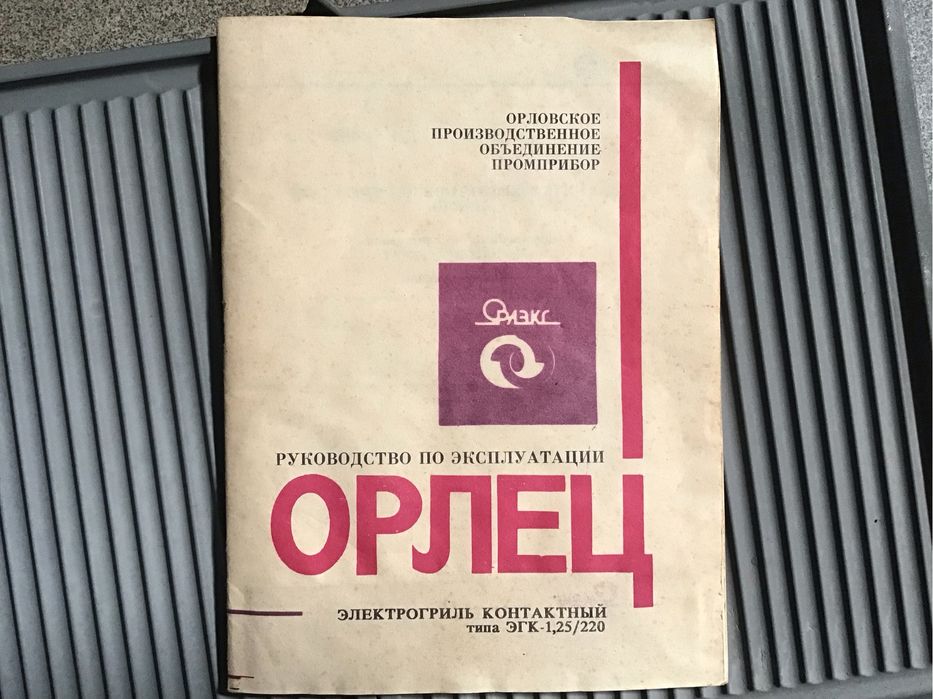 ОРЛОВСКОЕ
ПРОИЗВОДСТВЕННОЕ
ОБЪЕДИНЕНИЕ
ПРОМПРИБОР
ОРЛЭКС
РУКОВОДСТВО ПО ЭКСПЛУАТАЦИИ
ОРЛЕЦ
ЭЛЕКТРОГРИЛЬ КОНТАКТНЫЙ
типа ЭГК-1,25/220